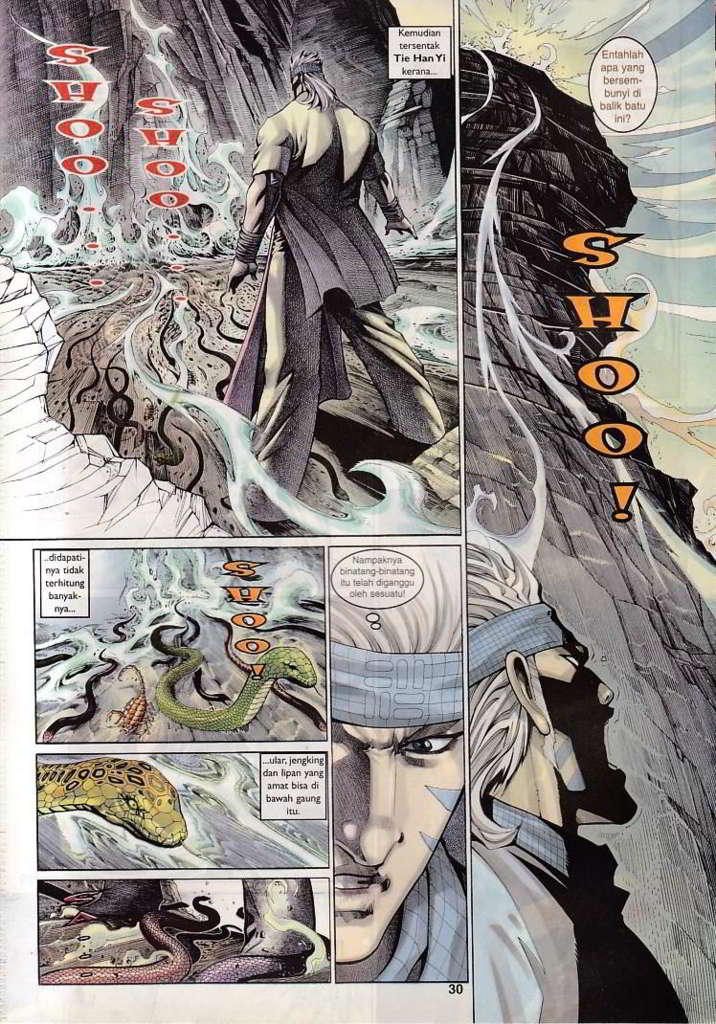 Kemudian
tersentak
Tie Han Yi
kerana...
SHOO...
SHOO...
..didapati-
nya tidak
terhitung
banyak-
nya...
SHOO!
...ular, jengking
dan lipan yang
amat bisa di
bawah gaung
itu.
Nampaknya
binatang-binatang
itu telah diganggu
oleh sesuatu!
Entahlah
apa yang
bersem-
bunyi di
balik batu
ini?
SHOO!
30